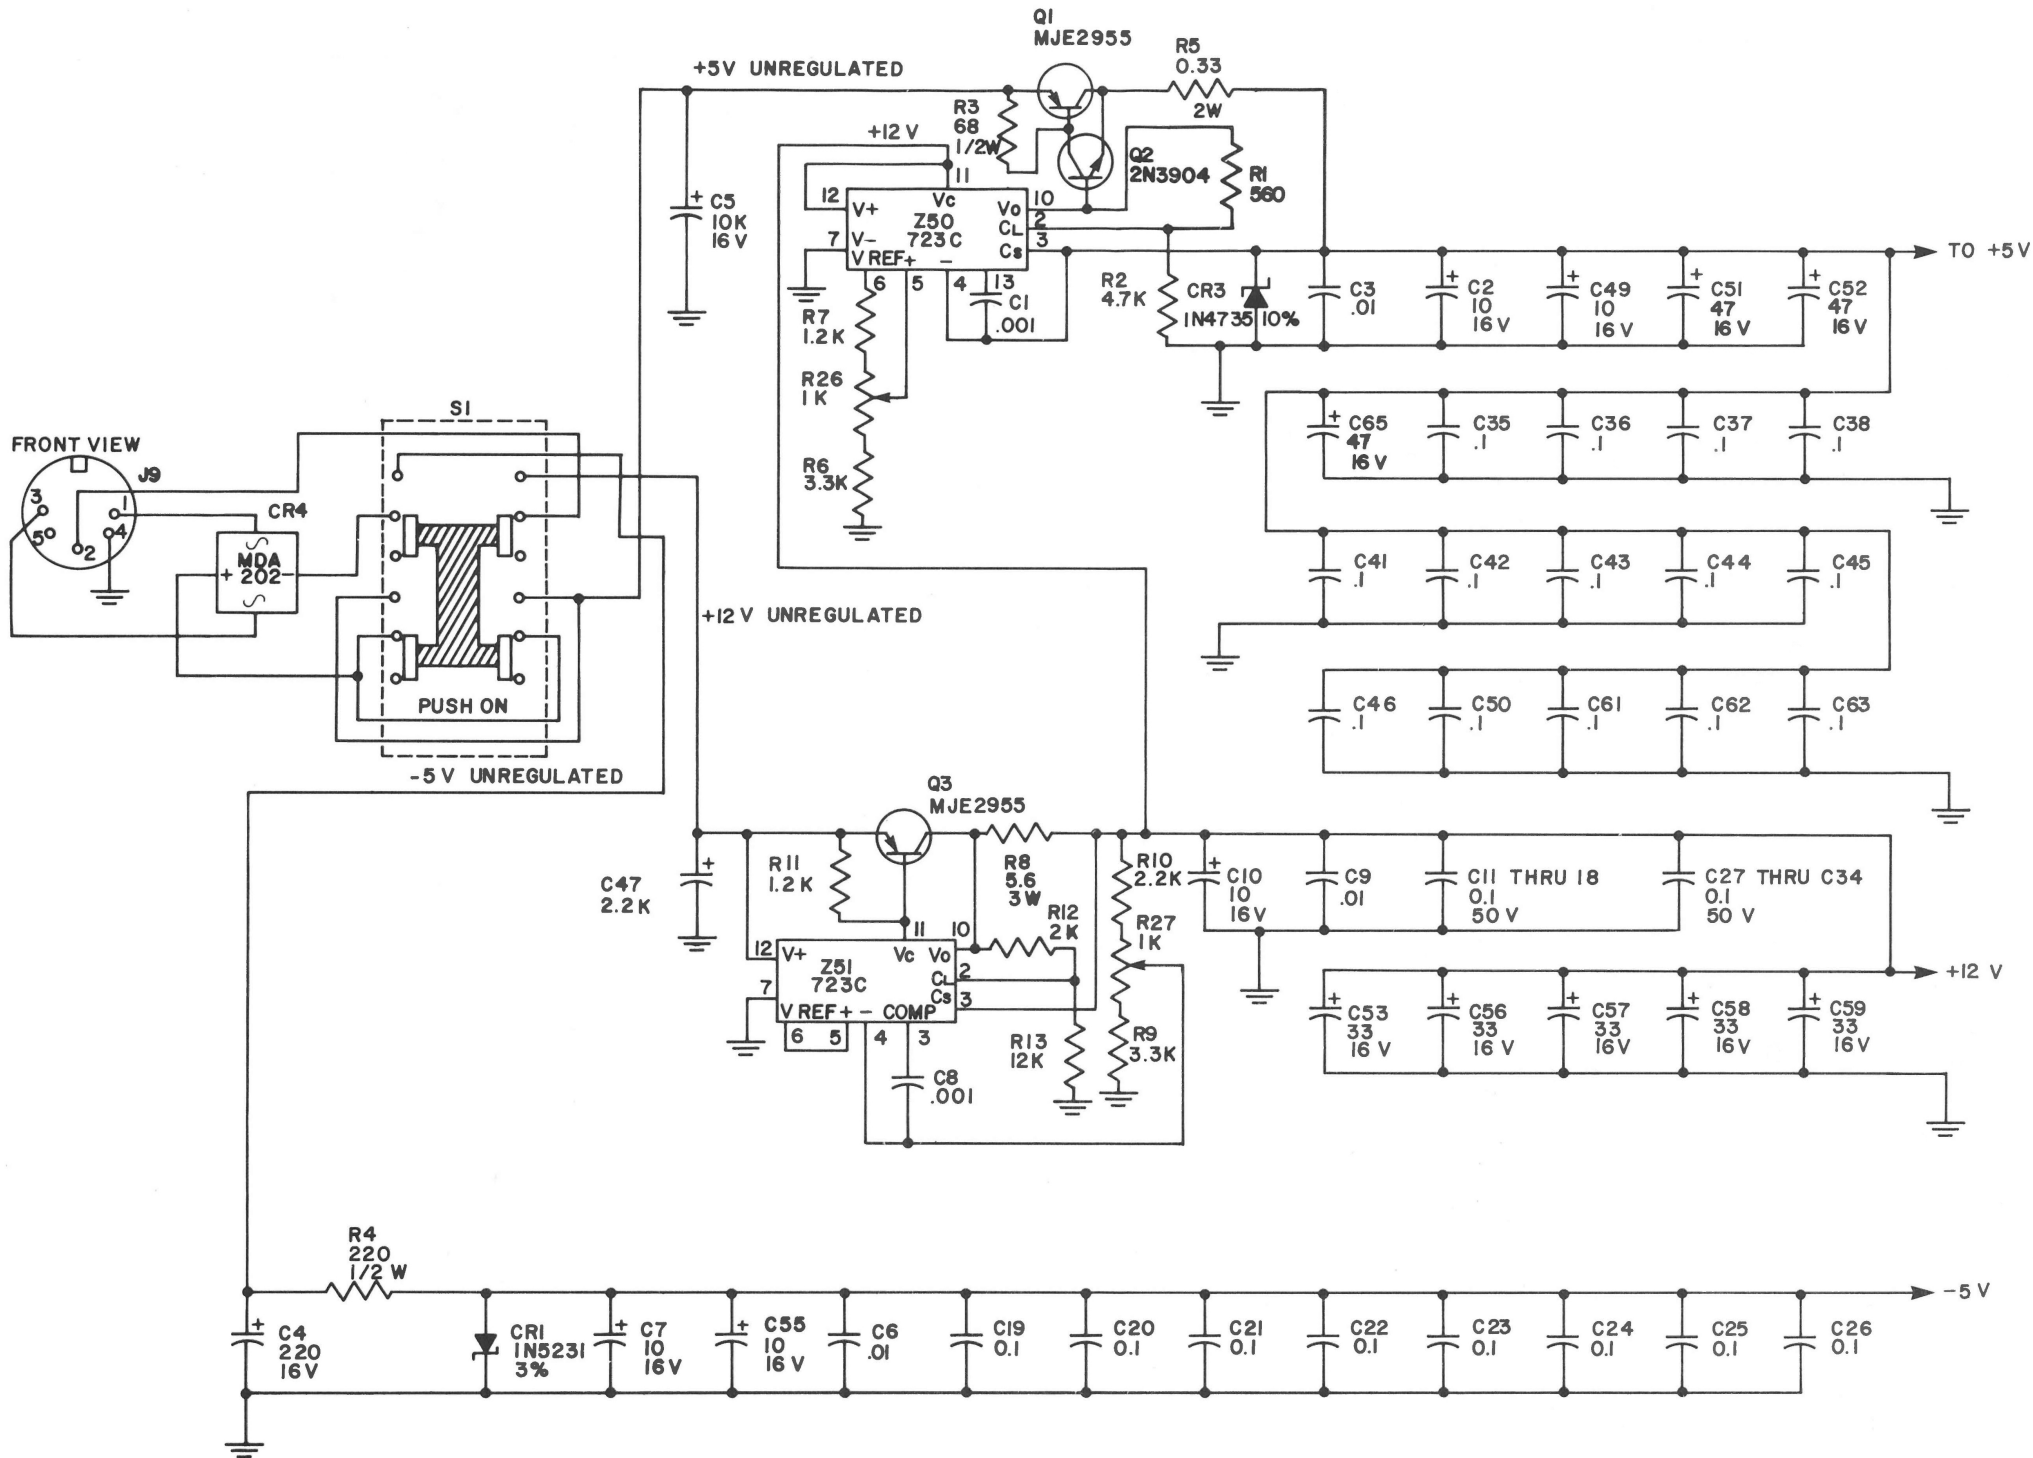 Q1
MJE2955
R5
0.33
2W
+5V UNREGULATED
R3
68
1/2W
+12 V
Q2
2N3904
R1
560
C5
10K
16 V
+
12
11
10
2
3
7
V+
Vc
Vo
Z50
CL
723C
V-
Cs
V REF+ -
6
5
4
13
C1
.001
R7
1.2K
R26
1K
R6
3.3K
R2
4.7K
CR3
1N4735 10%
C3
.01
+
C2
10
16 V
+
C49
10
16 V
+
C51
47
16 V
+
C52
47
16 V
TO +5V
+
C65
47
16 V
C35
.1
C36
.1
C37
.1
C38
.1
C41
.1
C42
.1
C43
.1
C44
.1
C45
.1
C46
.1
C50
.1
C61
.1
C62
.1
C63
.1
FRONT VIEW
J9
3
1
5
4
2
CR4
MDA
+ 202 -
S1
PUSH ON
+12 V UNREGULATED
-5 V UNREGULATED
Q3
MJE2955
C47
2.2K
+
R11
1.2K
R8
5.6
3W
R12
2K
R10
2.2K
R27
1K
R9
3.3K
R13
12K
12
11
10
V+
Vc
Vo
Z51
723C
CL
2
Cs
3
7
V REF + - COMP
6
5
4
3
C8
.001
+
C10
10
16 V
C9
.01
C11 THRU 18
0.1
50 V
C27 THRU C34
0.1
50 V
+12 V
+
C53
33
16 V
+
C56
33
16 V
+
C57
33
16V
+
C58
33
16 V
+
C59
33
16 V
R4
220
1/2 W
+
C4
220
16V
CR1
1N5231
3%
+
C7
10
16V
+
C55
10
16 V
C6
.01
C19
0.1
C20
0.1
C21
0.1
C22
0.1
C23
0.1
C24
0.1
C25
0.1
C26
0.1
-5 V